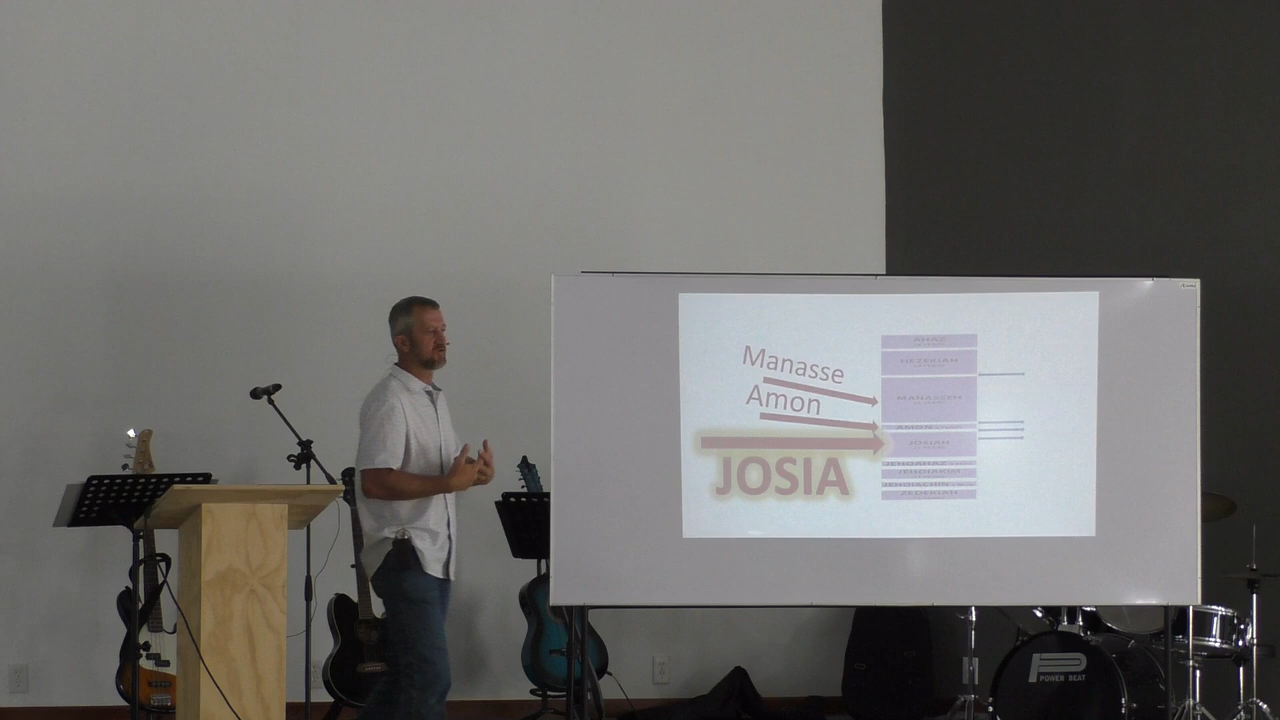 Manasse
Amon
JOSIA
AHAZ
HEZEKIAH
MANASSEH
AMON
JOSIAH
JEHOAHAZ
JEHOIAKIM
JEHOIACHIN
ZEDEKIAH
POWER BEAT